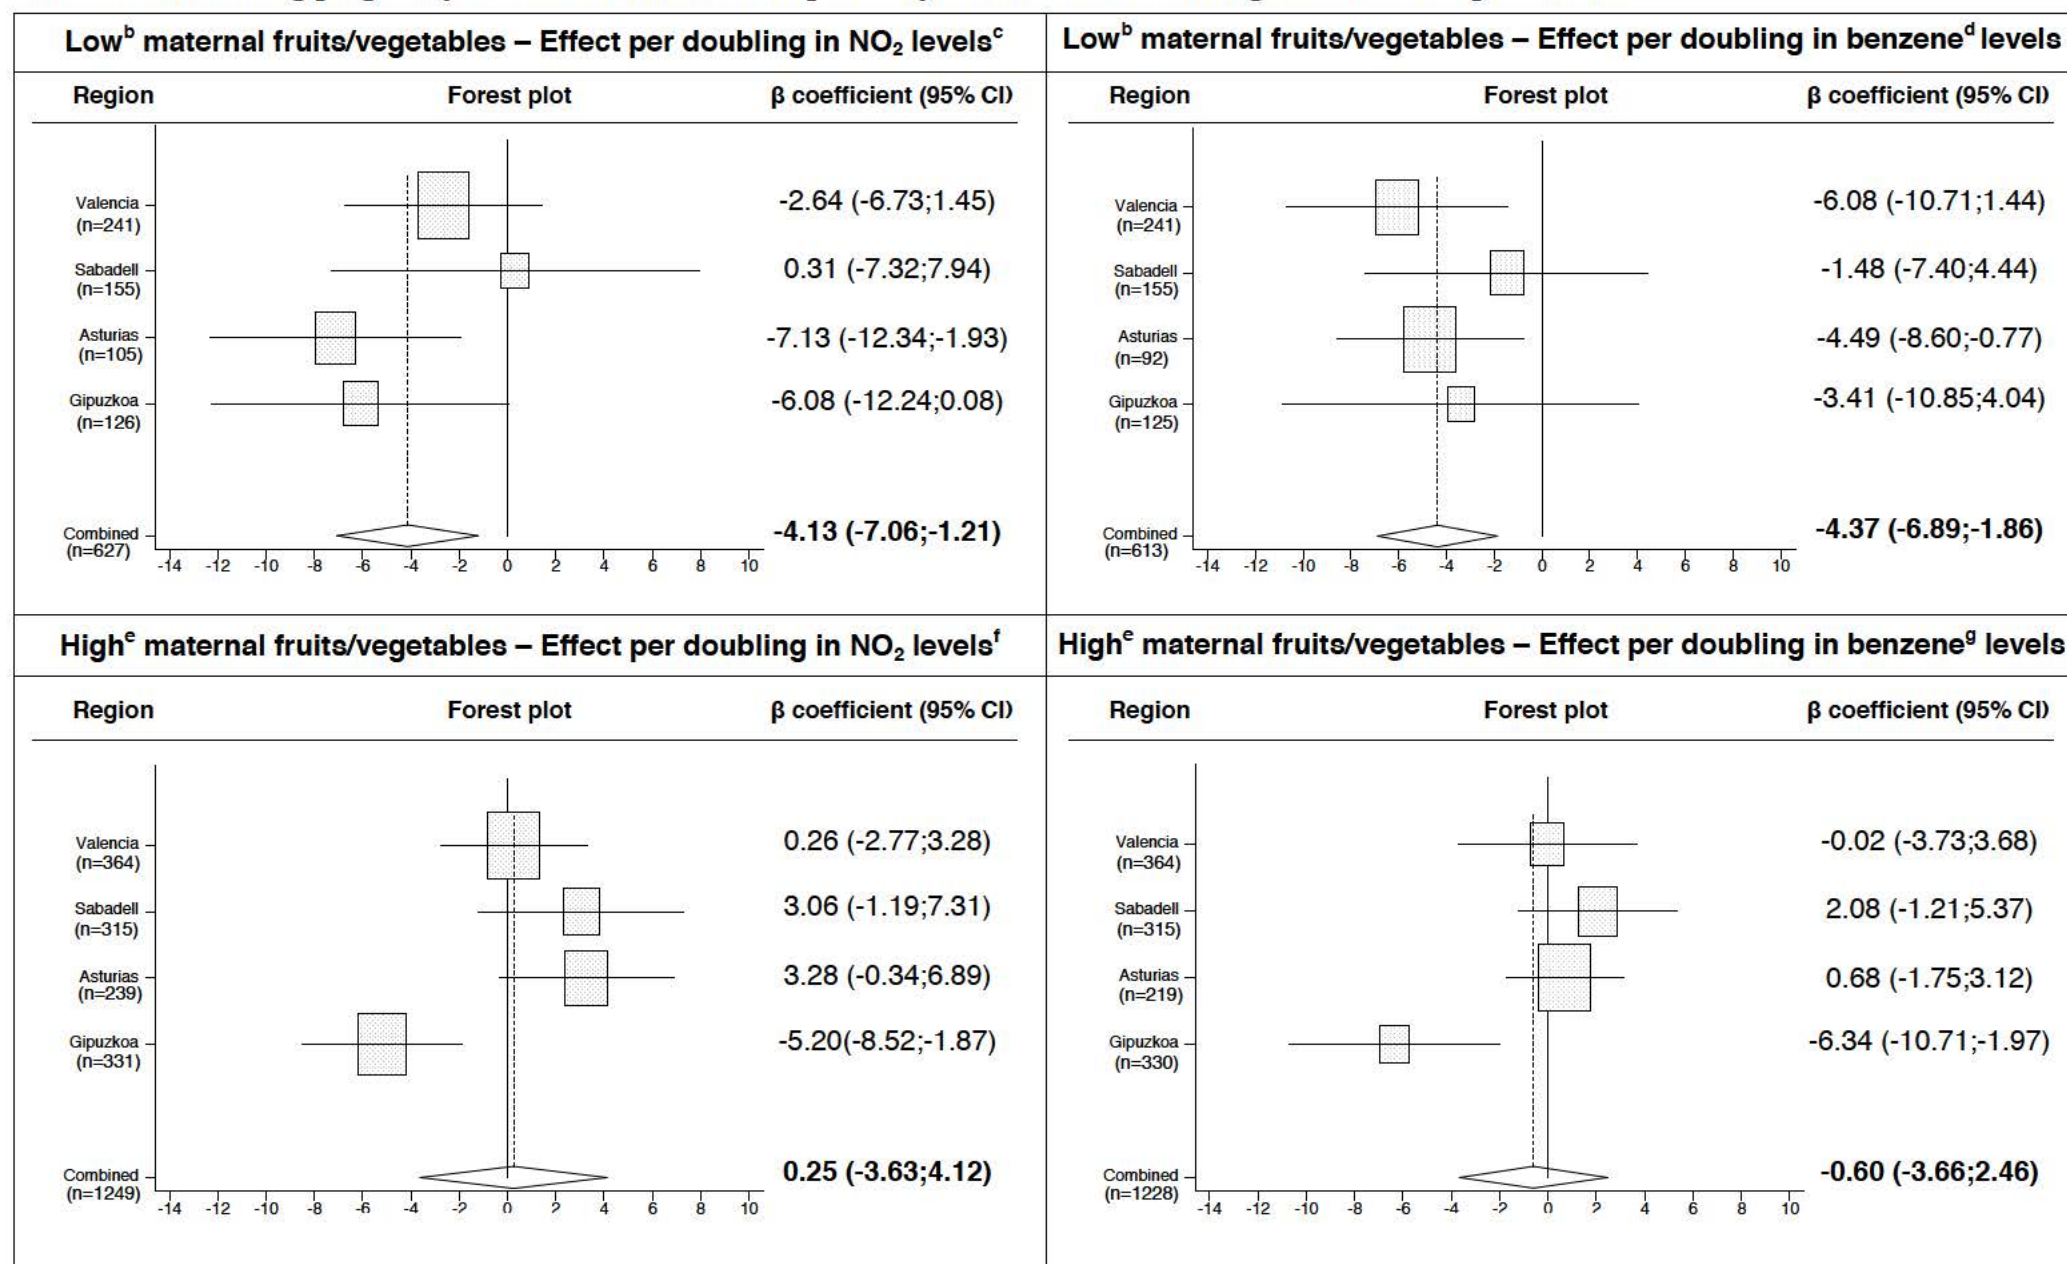 Low^b maternal fruits/vegetables – Effect per doubling in NO₂ levels^c
Region Forest plot β coefficient (95% CI)
Valencia -2.64 (-6.73;1.45)
(n=241)
Sabadell 0.31 (-7.32;7.94)
(n=155)
Asturias -7.13 (-12.34;-1.93)
(n=105)
Gipuzkoa -6.08 (-12.24;0.08)
(n=126)
Combined -4.13 (-7.06;-1.21)
(n=627)
-14 -12 -10 -8 -6 -4 -2 0 2 4 6 8 10
Low^b maternal fruits/vegetables – Effect per doubling in benzene^d levels
Region Forest plot β coefficient (95% CI)
Valencia -6.08 (-10.71;1.44)
(n=241)
Sabadell -1.48 (-7.40;4.44)
(n=155)
Asturias -4.49 (-8.60;-0.77)
(n=92)
Gipuzkoa -3.41 (-10.85;4.04)
(n=125)
Combined -4.37 (-6.89;-1.86)
(n=613)
-14 -12 -10 -8 -6 -4 -2 0 2 4 6 8 10
High^e maternal fruits/vegetables – Effect per doubling in NO₂ levels^f
Region Forest plot β coefficient (95% CI)
Valencia 0.26 (-2.77;3.28)
(n=364)
Sabadell 3.06 (-1.19;7.31)
(n=315)
Asturias 3.28 (-0.34;6.89)
(n=239)
Gipuzkoa -5.20(-8.52;-1.87)
(n=331)
Combined 0.25 (-3.63;4.12)
(n=1249)
-14 -12 -10 -8 -6 -4 -2 0 2 4 6 8 10
High^e maternal fruits/vegetables – Effect per doubling in benzene^g levels
Region Forest plot β coefficient (95% CI)
Valencia -0.02 (-3.73;3.68)
(n=364)
Sabadell 2.08 (-1.21;5.37)
(n=315)
Asturias 0.68 (-1.75;3.12)
(n=219)
Gipuzkoa -6.34 (-10.71;-1.97)
(n=330)
Combined -0.60 (-3.66;2.46)
(n=1228)
-14 -12 -10 -8 -6 -4 -2 0 2 4 6 8 10